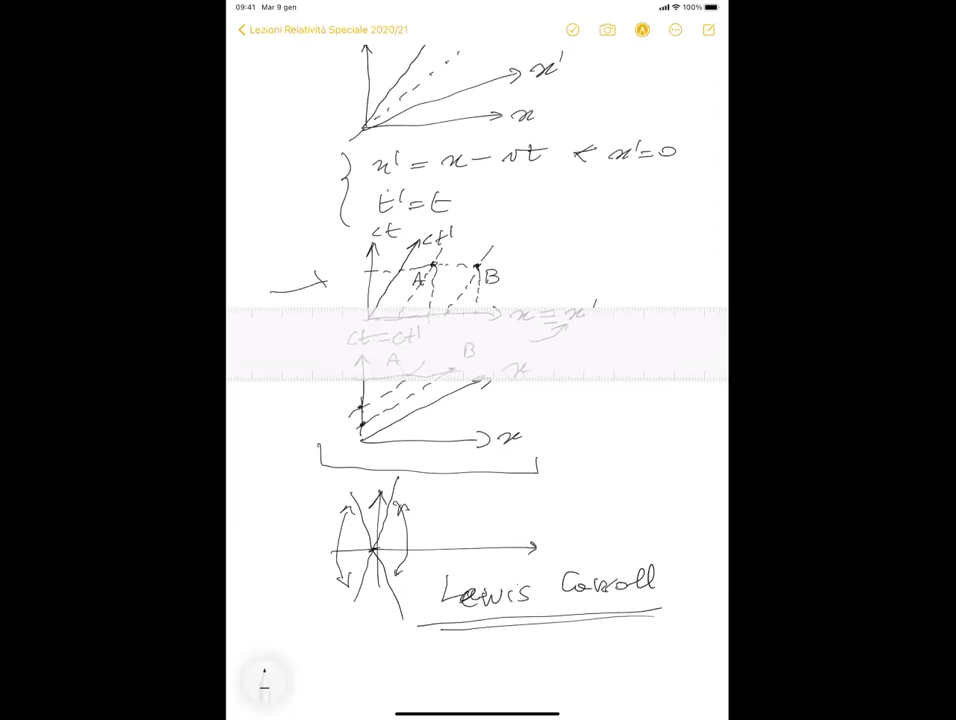 09:41 Mar 9 gen 100%
Lezioni Relatività Speciale 2020/21
x'
x
x' = x - vt x'=0
t' = t
ct ct'
A B
x ≡ x'
ct=ct'
A B
x
x
Lewis Carroll